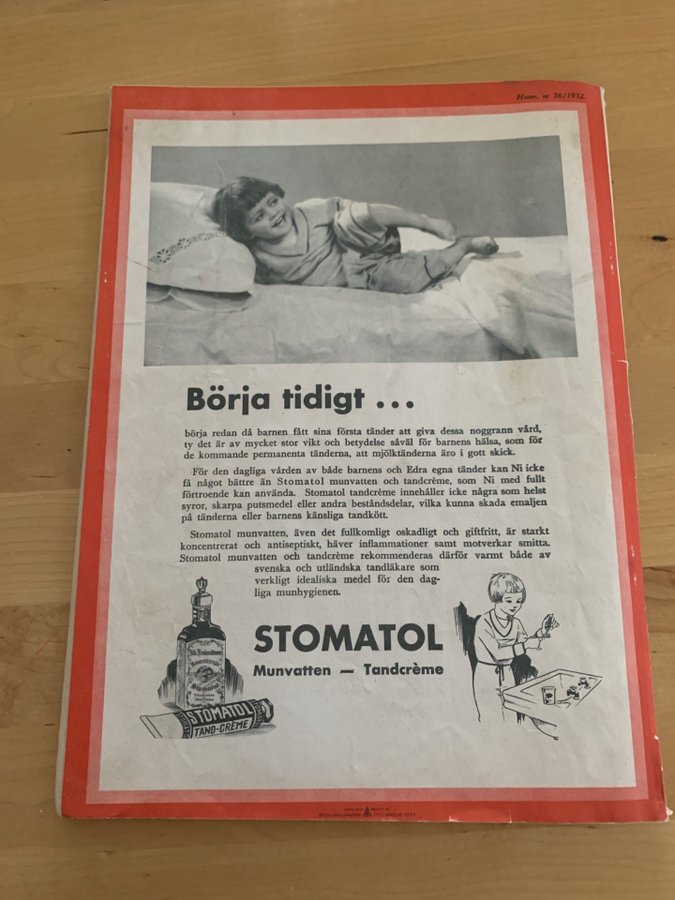 Husm. nr 36/1932.
Börja tidigt ...
börja redan då barnen fått sina första tänder att giva dessa noggrann vård,
ty det är av mycket stor vikt och betydelse såväl för barnens hälsa, som för
de kommande permanenta tänderna, att mjölktänderna äro i gott skick.
För den dagliga vården av både barnens och Edra egna tänder kan Ni icke
få något bättre än Stomatol munvatten och tandcrème, som Ni med fullt
förtroende kan använda. Stomatol tandcrème innehåller icke några som helst
syror, skarpa putsmedel eller andra beståndsdelar, vilka kunna skada emaljen
på tänderna eller barnens känsliga tandkött.
Stomatol munvatten, även det fullkomligt oskadligt och giftfritt, är starkt
koncentrerat och antiseptiskt, häver inflammationer samt motverkar smitta.
Stomatol munvatten och tandcrème rekommenderas därför varmt både av
svenska och utländska tandläkare som
verkligt idealiska medel för den dag-
liga munhygienen.
STOMATOL
Munvatten — Tandcrème
STOMATOL
TAND-CRÈME